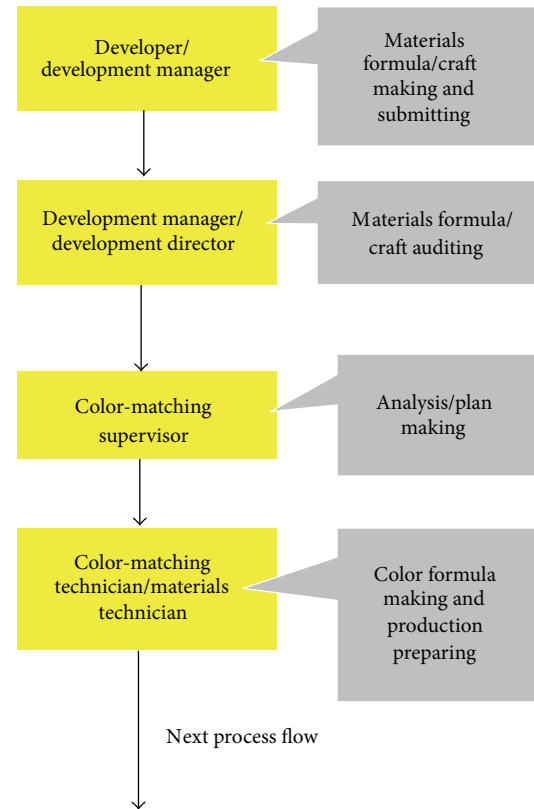 Developer/
development manager
Materials
formula/craft
making and
submitting
Development manager/
development director
Materials formula/
craft auditing
Color-matching
supervisor
Analysis/plan
making
Color-matching
technician/materials
technician
Color formula
making and
production
preparing
Next process flow